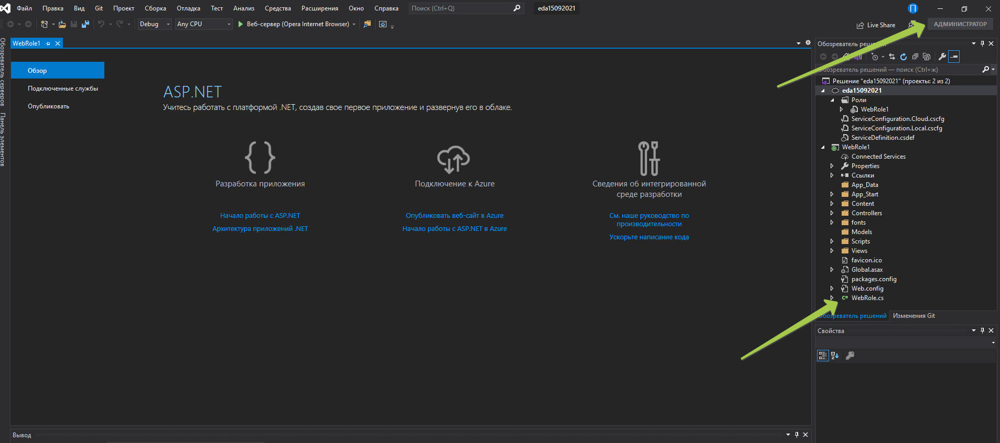 Файл Правка Вид Git Проект Сборка Отладка Тест Анализ Средства Расширения Окно Справка Поиск (Ctrl+Q) eda15092021 П
Debug Any CPU Веб-сервер (Opera Internet Browser) Live Share АДМИНИСТРАТОР
Обозреватель серверов
Панель элементов
WebRole1
Обзор
Подключенные службы
Опубликовать
ASP.NET
Учитесь работать с платформой .NET, создав свое первое приложение и развернув его в облаке.
Разработка приложения
Начало работы с ASP.NET
Архитектура приложений .NET
Подключение к Azure
Опубликовать веб-сайт в Azure
Начало работы с ASP.NET в Azure
Сведения об интегрированной
среде разработки
См. наше руководство по
производительности
Ускорьте написание кода
Вывод
Обозреватель решений
Обозреватель решений — поиск (Ctrl+ж)
Решение "eda15092021" (проекты: 2 из 2)
eda15092021
Роли
WebRole1
ServiceConfiguration.Cloud.cscfg
ServiceConfiguration.Local.cscfg
ServiceDefinition.csdef
WebRole1
Connected Services
Properties
Ссылки
App_Data
App_Start
Content
Controllers
fonts
Models
Scripts
Views
favicon.ico
Global.asax
packages.config
Web.config
C# WebRole.cs
Обозреватель решений Изменения Git
Свойства